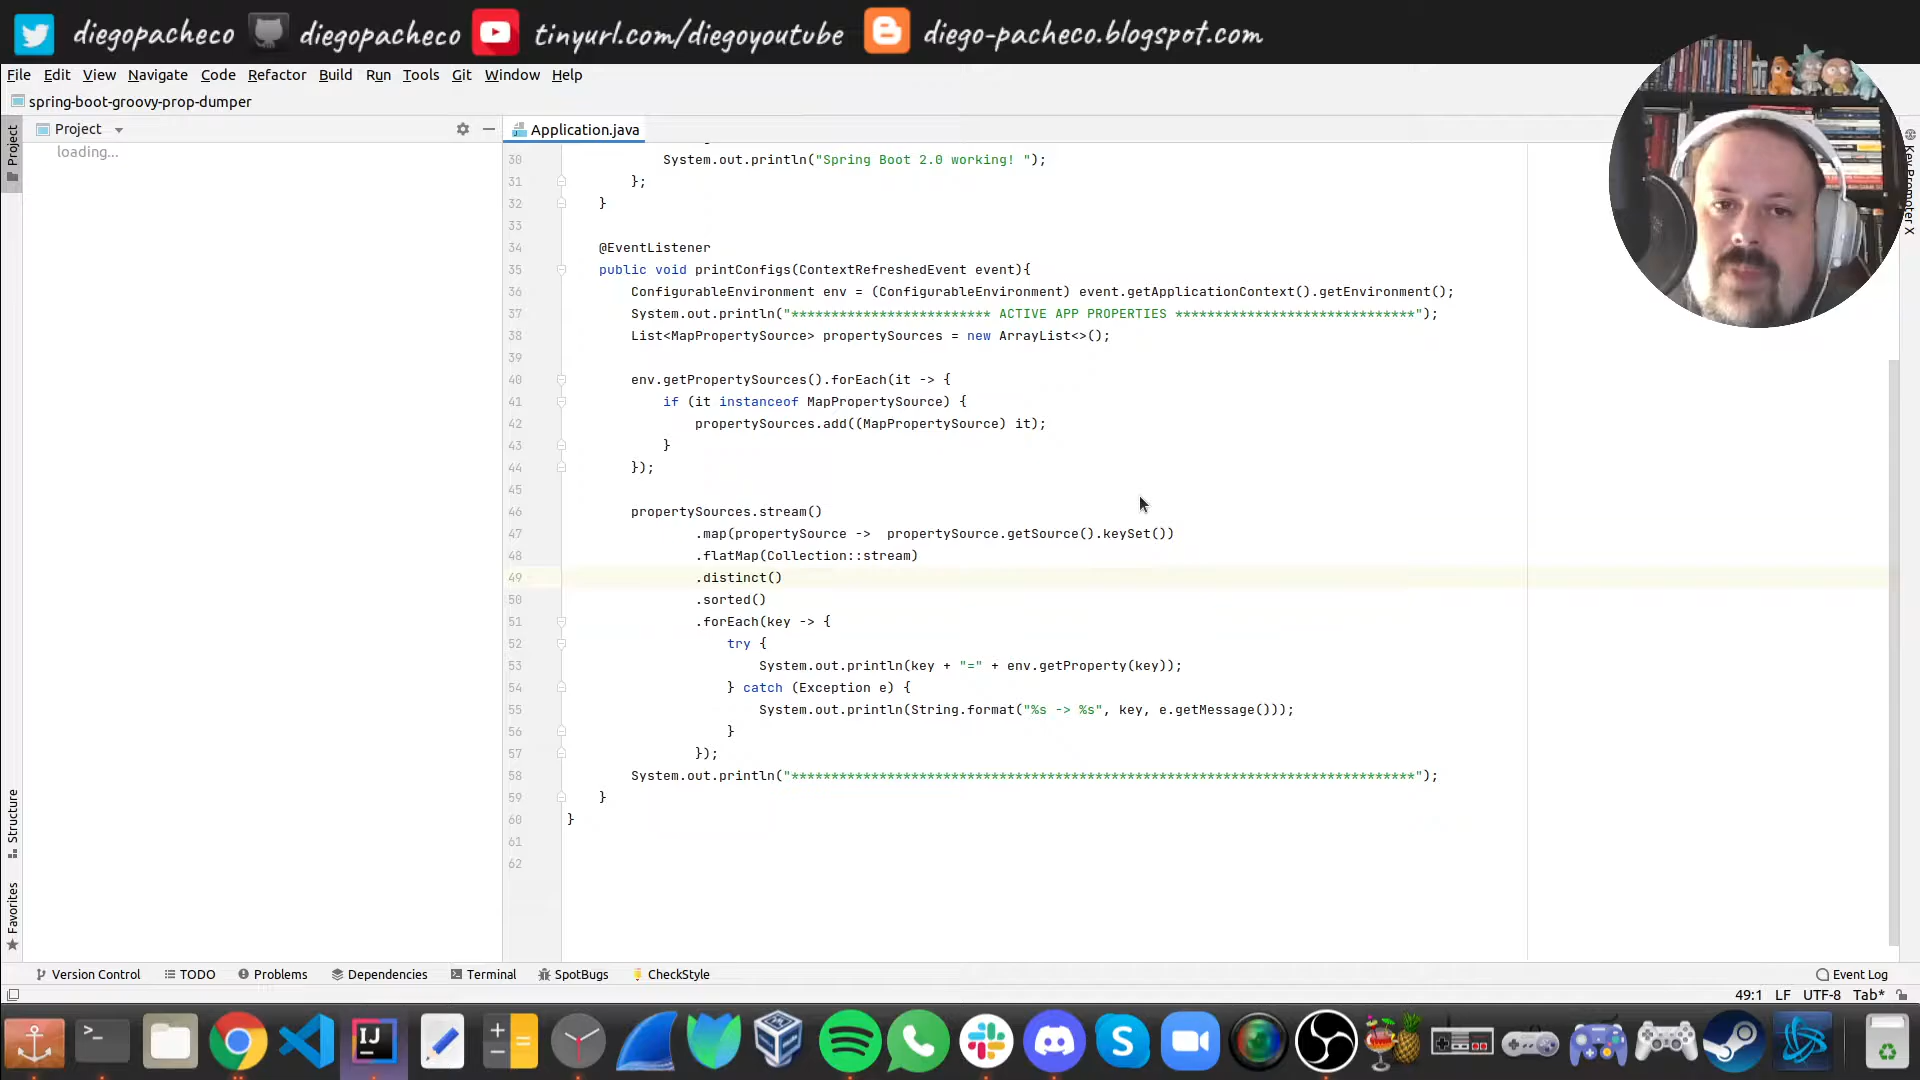 diegopacheco diegopacheco tinyurl.com/diegoyoutube diego-pacheco.blogspot.com
File Edit View Navigate Code Refactor Build Run Tools Git Window Help
spring-boot-groovy-prop-dumper
Project
Application.java
loading...
Project
Structure
Favorites
Key Promoter X
30 System.out.println("Spring Boot 2.0 working! ");
31 };
32 }
33
34 @EventListener
35 public void printConfigs(ContextRefreshedEvent event){
36 ConfigurableEnvironment env = (ConfigurableEnvironment) event.getApplicationContext().getEnvironment();
37 System.out.println("************************* ACTIVE APP PROPERTIES ******************************");
38 List<MapPropertySource> propertySources = new ArrayList<>();
39
40 env.getPropertySources().forEach(it -> {
41 if (it instanceof MapPropertySource) {
42 propertySources.add((MapPropertySource) it);
43 }
44 });
45
46 propertySources.stream()
47 .map(propertySource ->  propertySource.getSource().keySet())
48 .flatMap(Collection::stream)
49 .distinct()
50 .sorted()
51 .forEach(key -> {
52 try {
53 System.out.println(key + "=" + env.getProperty(key));
54 } catch (Exception e) {
55 System.out.println(String.format("%s -> %s", key, e.getMessage()));
56 }
57 });
58 System.out.println("******************************************************************************");
59 }
60 }
61
62
Version Control TODO Problems Dependencies Terminal SpotBugs CheckStyle Event Log
49:1 LF UTF-8 Tab*